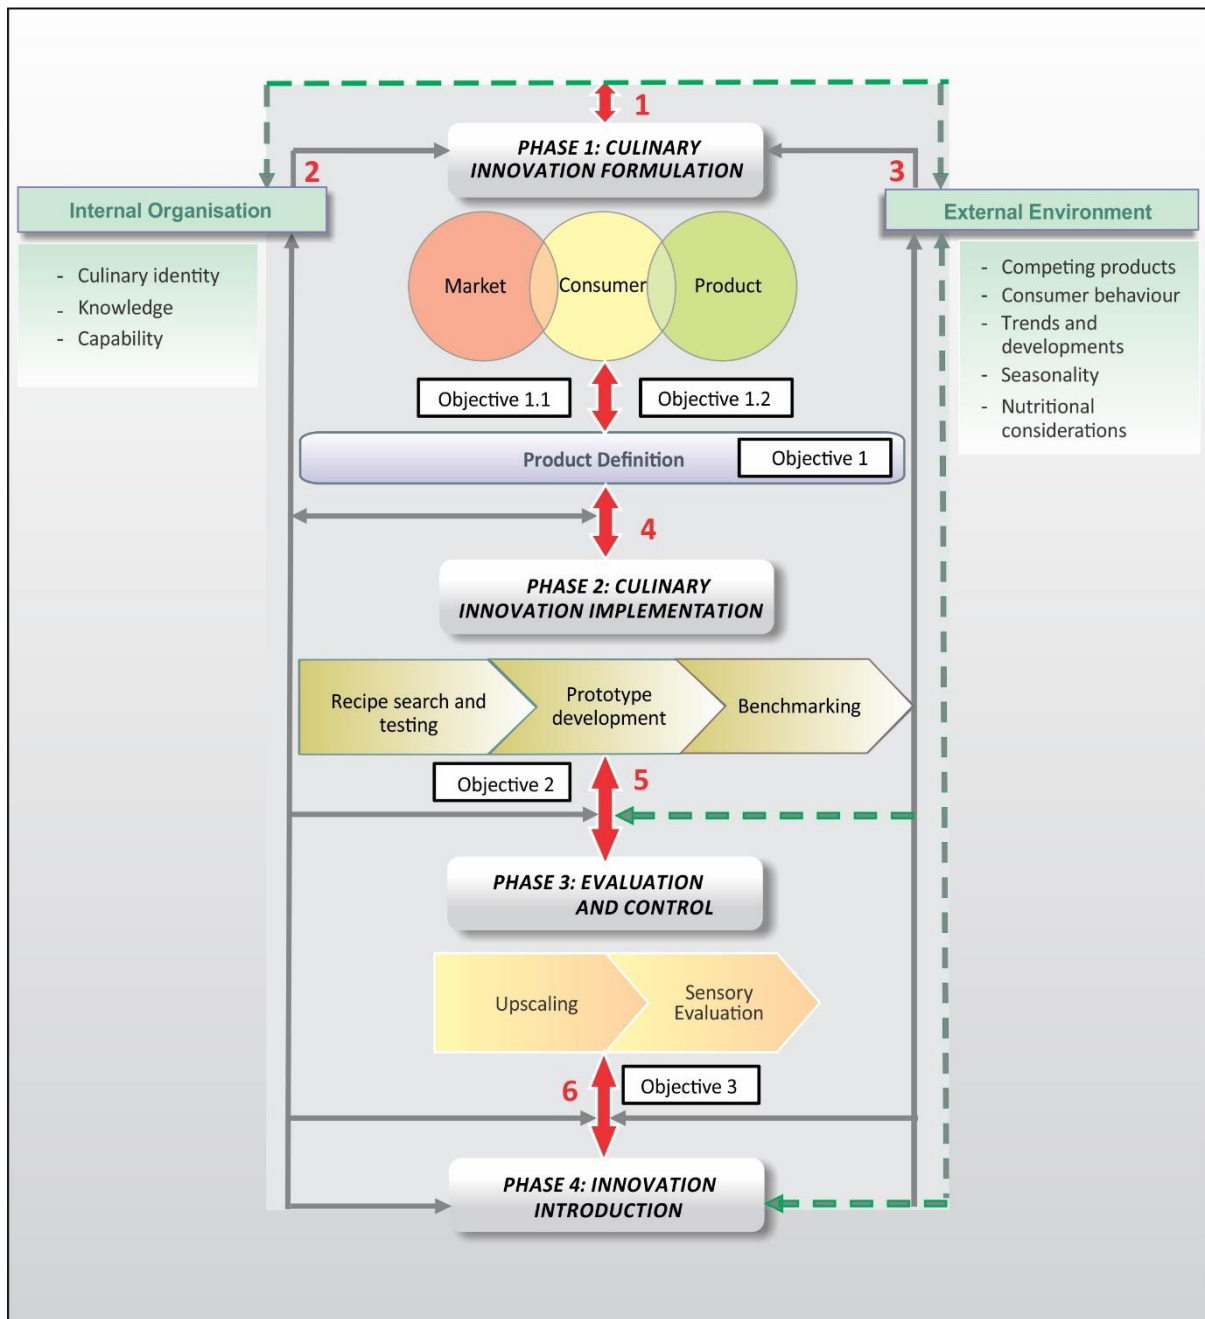 1
PHASE 1: CULINARY
INNOVATION FORMULATION
2
3
Internal Organisation
External Environment
- Culinary identity
- Knowledge
- Capability
- Competing products
- Consumer behaviour
- Trends and
developments
- Seasonality
- Nutritional
considerations
Market
Consumer
Product
Objective 1.1
Objective 1.2
Product Definition
Objective 1
4
PHASE 2: CULINARY
INNOVATION IMPLEMENTATION
Recipe search and
testing
Prototype
development
Benchmarking
Objective 2
5
PHASE 3: EVALUATION
AND CONTROL
Upscaling
Sensory
Evaluation
6
Objective 3
PHASE 4: INNOVATION
INTRODUCTION